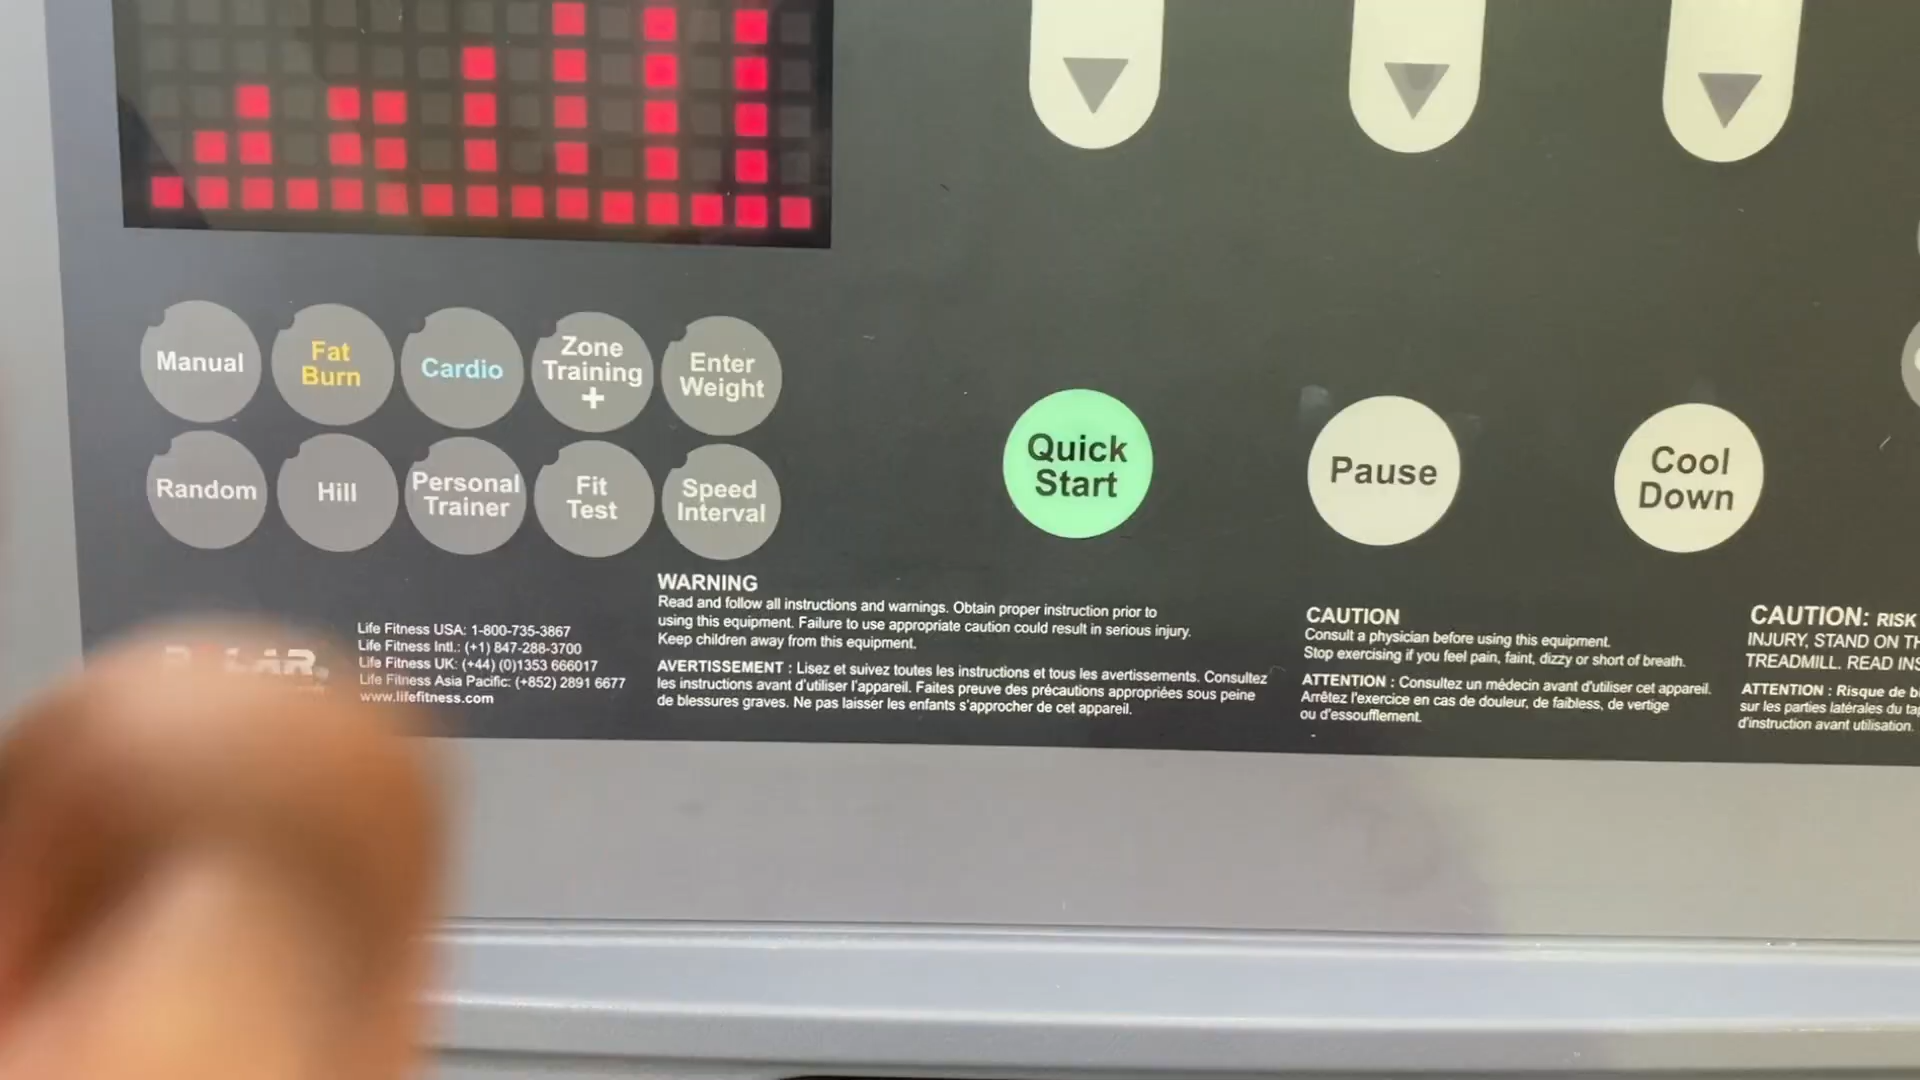 Manual
Fat
Burn
Cardio
Zone
Training
+
Enter
Weight
Random
Hill
Personal
Trainer
Fit
Test
Speed
Interval
Quick
Start
Pause
Cool
Down
Life Fitness USA: 1-800-735-3867
Life Fitness Intl.: (+1) 847-288-3700
Life Fitness UK: (+44) (0)1353 666017
Life Fitness Asia Pacific: (+852) 2891 6677
www.lifefitness.com
WARNING
Read and follow all instructions and warnings. Obtain proper instruction prior to
using this equipment. Failure to use appropriate caution could result in serious injury.
Keep children away from this equipment.
AVERTISSEMENT : Lisez et suivez toutes les instructions et tous les avertissements. Consultez
les instructions avant d'utiliser l'appareil. Faites preuve des précautions appropriées sous peine
de blessures graves. Ne pas laisser les enfants s'approcher de cet appareil.
CAUTION
Consult a physician before using this equipment.
Stop exercising if you feel pain, faint, dizzy or short of breath.
ATTENTION : Consultez un médecin avant d'utiliser cet appareil.
Arrêtez l'exercice en cas de douleur, de faibless, de vertige
ou d'essoufflement.
CAUTION: RISK
INJURY, STAND ON
TREADMILL. READ
ATTENTION : Risque de
sur les parties latérales du
d'instruction avant utilisation.